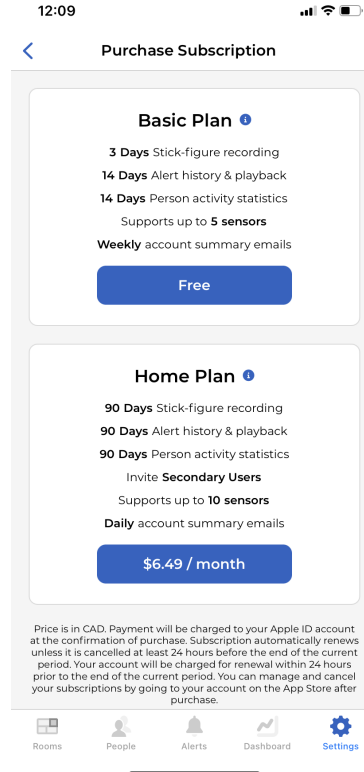 12:09
Purchase Subscription
Basic Plan
3 Days Stick-figure recording
14 Days Alert history & playback
14 Days Person activity statistics
Supports up to 5 sensors
Weekly account summary emails
Free
Home Plan
90 Days Stick-figure recording
90 Days Alert history & playback
90 Days Person activity statistics
Invite Secondary Users
Supports up to 10 sensors
Daily account summary emails
$6.49 / month
Price is in CAD. Payment will be charged to your Apple ID account
at the confirmation of purchase. Subscription automatically renews
unless it is cancelled at least 24 hours before the end of the current
period. Your account will be charged for renewal within 24 hours
prior to the end of the current period. You can manage and cancel
your subscriptions by going to your account on the App Store after
purchase.
Rooms People Alerts Dashboard Settings